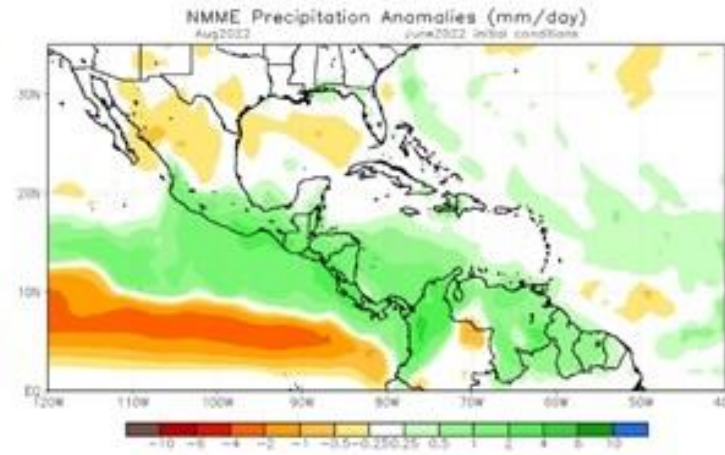 NMME Precipitation Anomalies (mm/day)
Aug2022 June2022 initial conditions
30N
20N
10N
EQ
120W 110W 100W 90W 80W 70W 60W 50W 40
-10 -6 -4 -2 -1 -0.5 -0.25 0.25 0.5 1 2 4 6 10